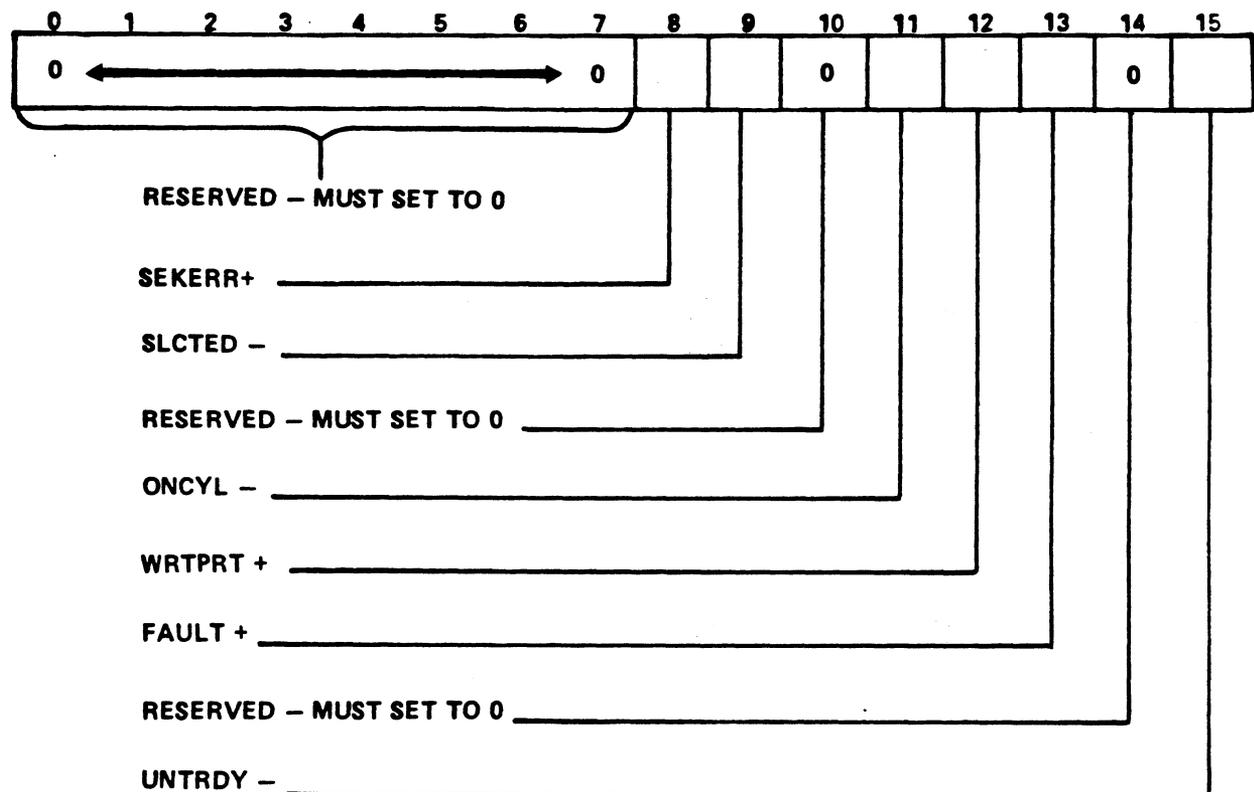 0 1 2 3 4 5 6 7 8 9 10 11 12 13 14 15
0 0 0 0
RESERVED – MUST SET TO 0
SEKERR+
SLCTED –
RESERVED – MUST SET TO 0
ONCYL –
WRTPRT +
FAULT +
RESERVED – MUST SET TO 0
UNTRDY –